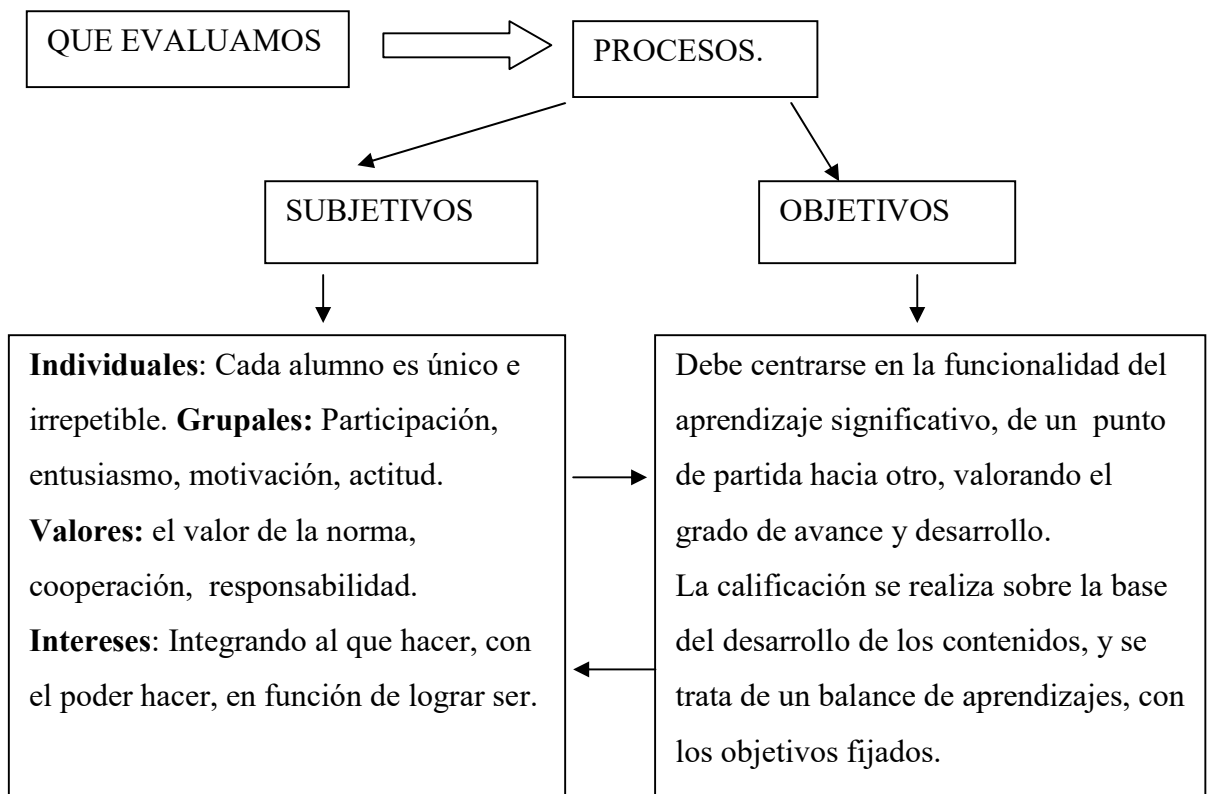 QUE EVALUAMOS
PROCESOS.
SUBJETIVOS
OBJETIVOS
Individuales: Cada alumno es único e
irrepetible. Grupales: Participación,
entusiasmo, motivación, actitud.
Valores: el valor de la norma,
cooperación, responsabilidad.
Intereses: Integrando al que hacer, con
el poder hacer, en función de lograr ser.
Debe centrarse en la funcionalidad del
aprendizaje significativo, de un punto
de partida hacia otro, valorando el
grado de avance y desarrollo.
La calificación se realiza sobre la base
del desarrollo de los contenidos, y se
trata de un balance de aprendizajes, con
los objetivos fijados.